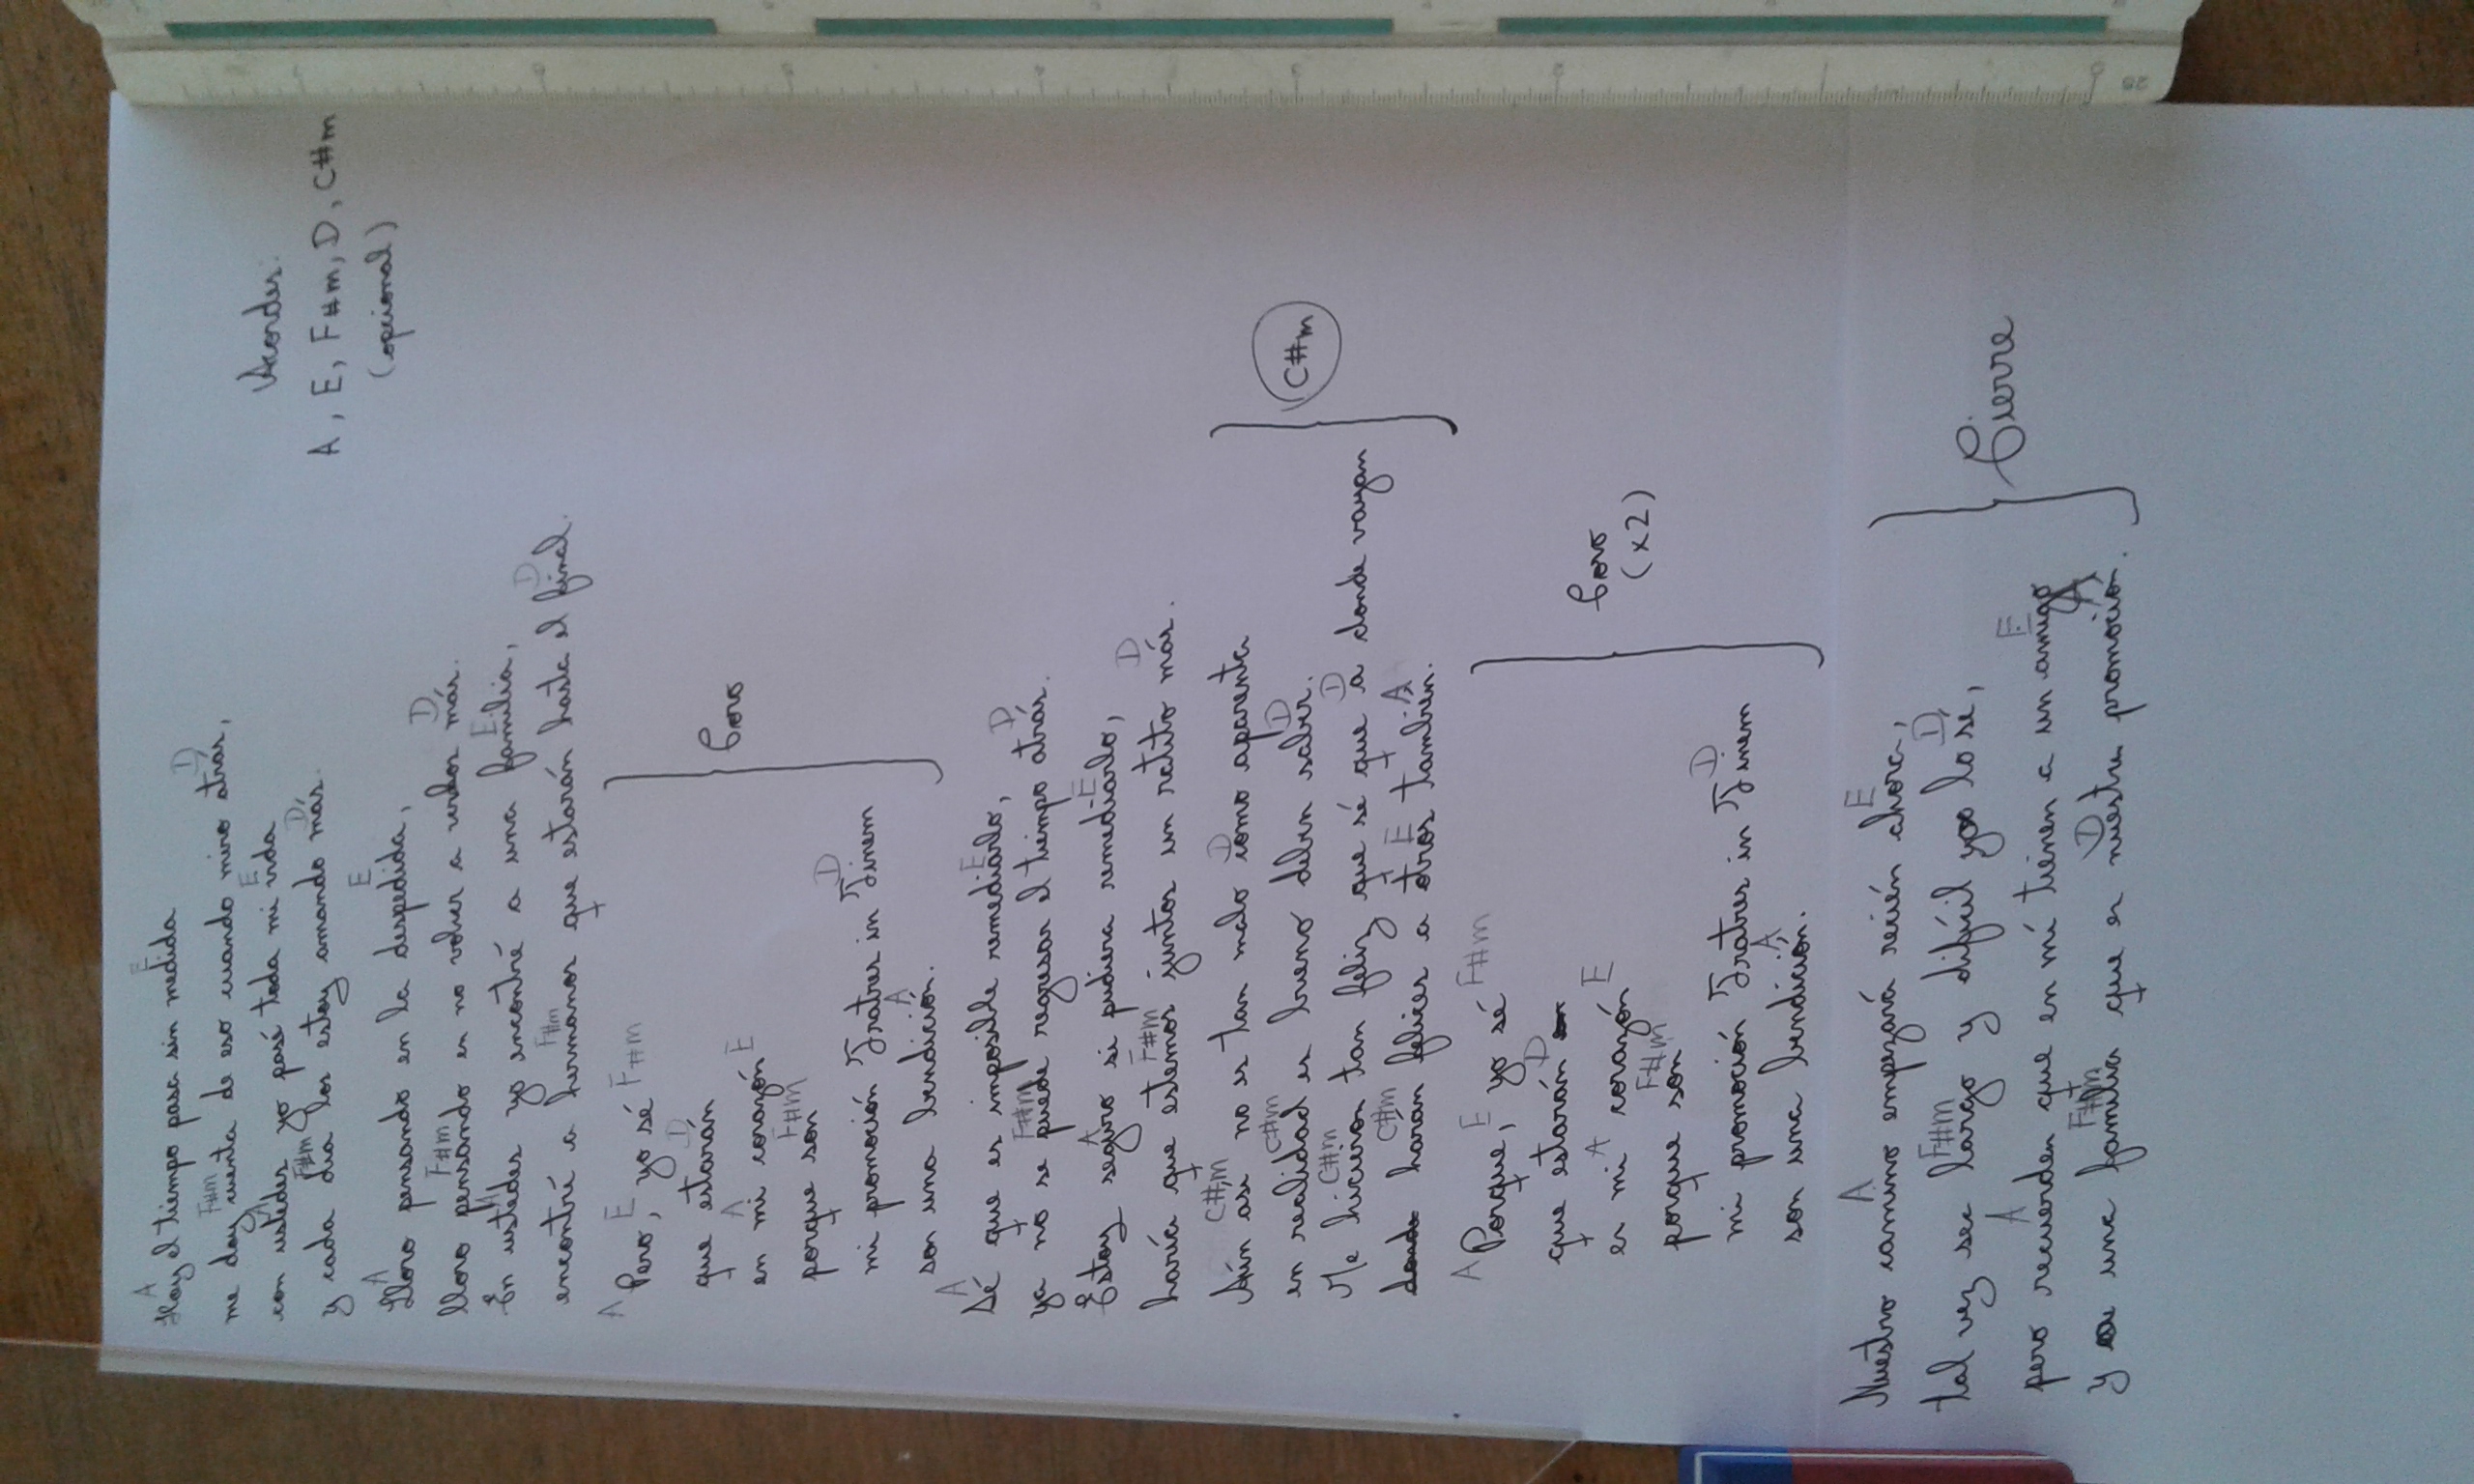 A E
Hoy el tiempo pasa sin medida
F#m D
me doy cuenta de eso cuando miro atrás,
A E
con ustedes yo pasé toda mi vida
F#m D
y cada día los estoy amando más.
Acordes:
A, E, F#m, D, C#m
(opcional)
A E
Lloro pensando en la despedida,
F#m D
lloro pensando en no volver a verlos más.
A E
En ustedes yo encontré a una familia,
F#m D
encontré a hermanos que estarán hasta el final.
A E F#m
Pero, yo sé
D
que estarán
A E
en mi corazón
F#m
porque son
D
mi promoción Fratres in Finem
A
son una bendición.
Coro
A E
Sé que es imposible remediarlo,
F#m D
ya no se puede regresar el tiempo atrás.
A E
Estoy seguro si pudiera remediarlo,
F#m D
haría que estemos juntos un ratito más.
C#m D
Aún así no es tan malo como aparenta
C#m D
en realidad es bueno deben saber.
C#m D
Me hicieron tan feliz que sé que a donde vayan
C#m E A
donde harán felices a otros también.
C#m
A E F#m
Porque, yo sé
D
que estarán en
A E
en mi corazón
F#m
porque son
D
mi promoción Fratres in Finem
A
son una bendición.
Coro
(x2)
A E
Nuestro camino empezará recién ahora,
F#m D
tal vez sea largo y difícil yo lo sé,
A E
pero recuerden que en mí tienen a un amigo
F#m D A
y a una familia que es nuestra promoción.
Cierre